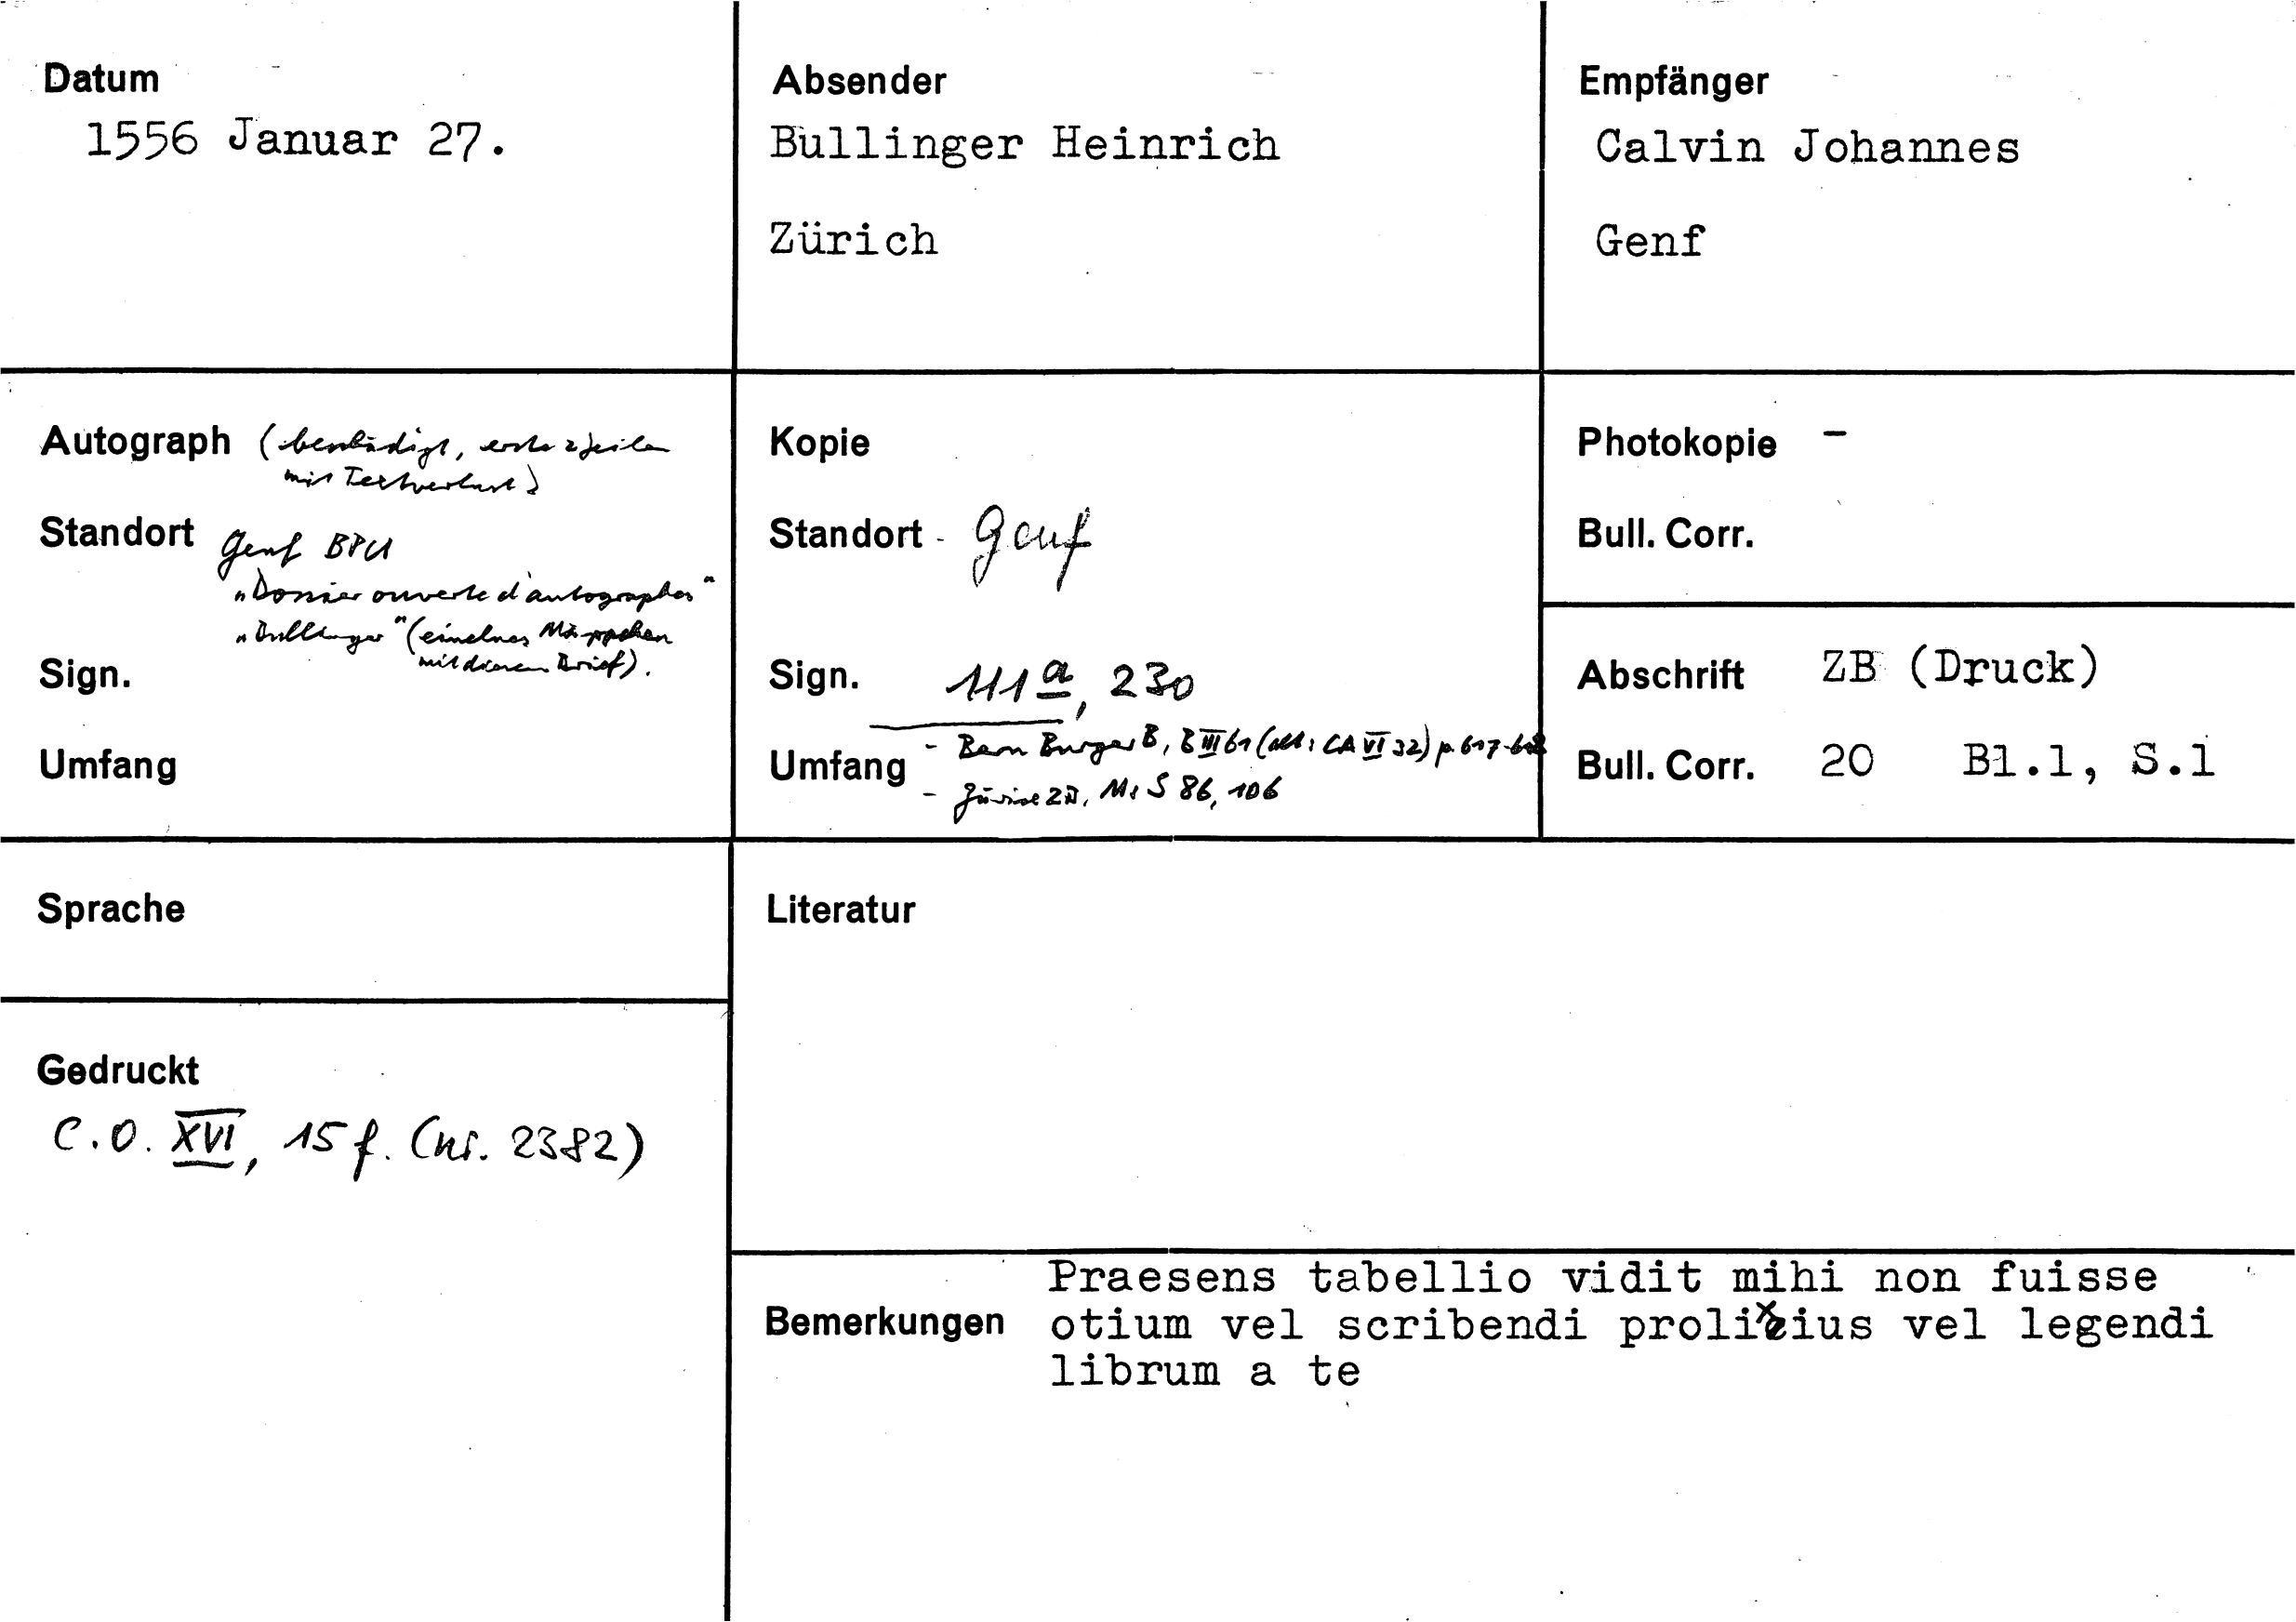 Datum
1556 Januar 27.
Absender
Bullinger Heinrich
Zürich
Empfänger
Calvin Johannes
Genf
Autograph (beschädigt, erste 2 Zeilen
mit Textverlust)
Standort Genf BPU
"Dossier ouverte d'autographes"
"Bullinger" (einzelnes Mäppchen
mit diesem Brief).
Sign.
Umfang
Kopie
Standort - Genf
Sign. 111a, 230
- Bern BurgerB, B III 61 (alt: CA VI 32) p. 617-618
Umfang
- Zürich ZB, Ms S 86, 106
Photokopie -
Bull. Corr.
Abschrift ZB (Druck)
Bull. Corr. 20 Bl.1, S.1
Sprache
Literatur
Gedruckt
C.O. XVI, 15 f. (nr. 2382)
Praesens tabellio vidit mihi non fuisse
Bemerkungen otium vel scribendi prolixius vel legendi
librum a te